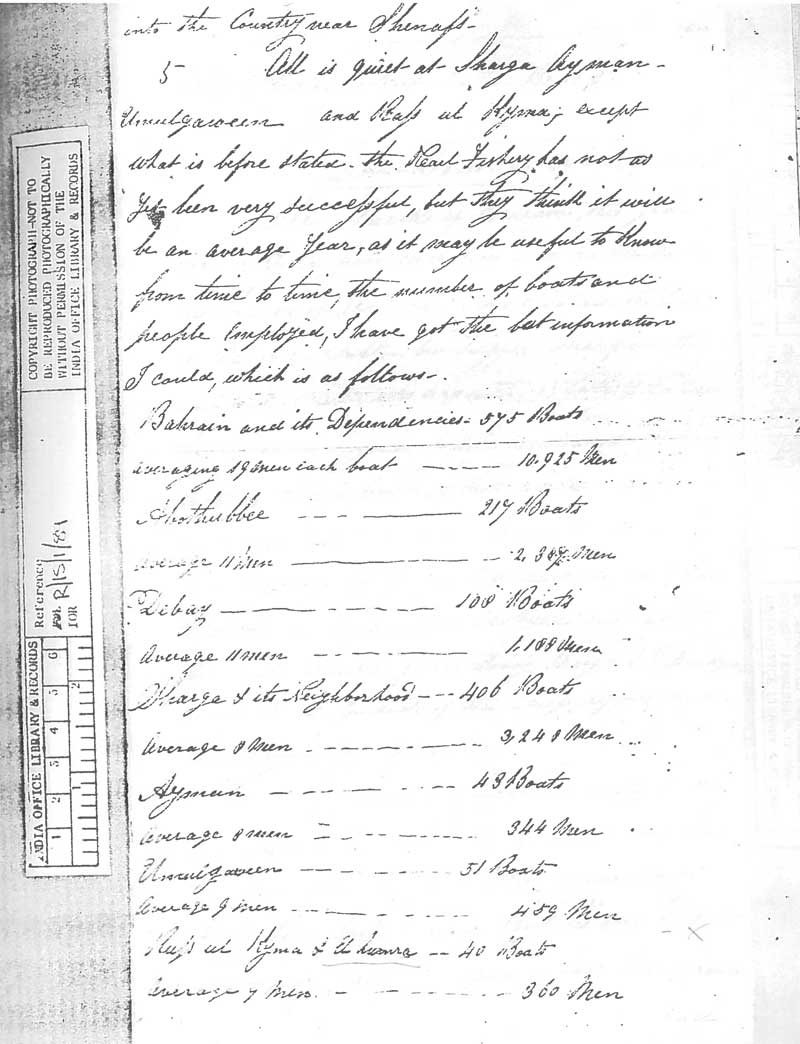 into the Country near Shenass-
5 All is quiet at Sharga Ayman-
Umulgaween and Rass ul Kyma; except
what is before stated. the Pearl Fishery has not as
Yet been very successful, but they think it will
be an average Year, as it may be useful to Know
from time to time, the number of boats and
people Employed, I have got the best information
I could, which is as follows-.
Bahrain and its Dependencies- 575 Boats
averaging 19 men each boat ---- 10.925 Men
Abothubbee ---- 217 Boats
average 11 Men ---- 2,387 Men
Debay ---- 108 Boats
Average 11 men ---- 1,188 Men
Sharga & its Neighborhood --- 406 Boats
Average 8 Men ---- 3,248 Men
Ayman ---- 43 Boats
Average 8 men ---- 344 Men
Umulgaween ---- 51 Boats
Average 9 men ---- 459 Men
Rass ul Kyma & -- 40 Boats
Average 9 Men. ---- 360 Men
COPYRIGHT PHOTOGRAPH-NOT TO
BE REPRODUCED PHOTOGRAPHICALLY
WITHOUT PERMISSION OF THE
INDIA OFFICE LIBRARY & RECORDS
Reference
R/15/1/81
IOR
INDIA OFFICE LIBRARY & RECORDS
1 2 3 4 5 6
1 2